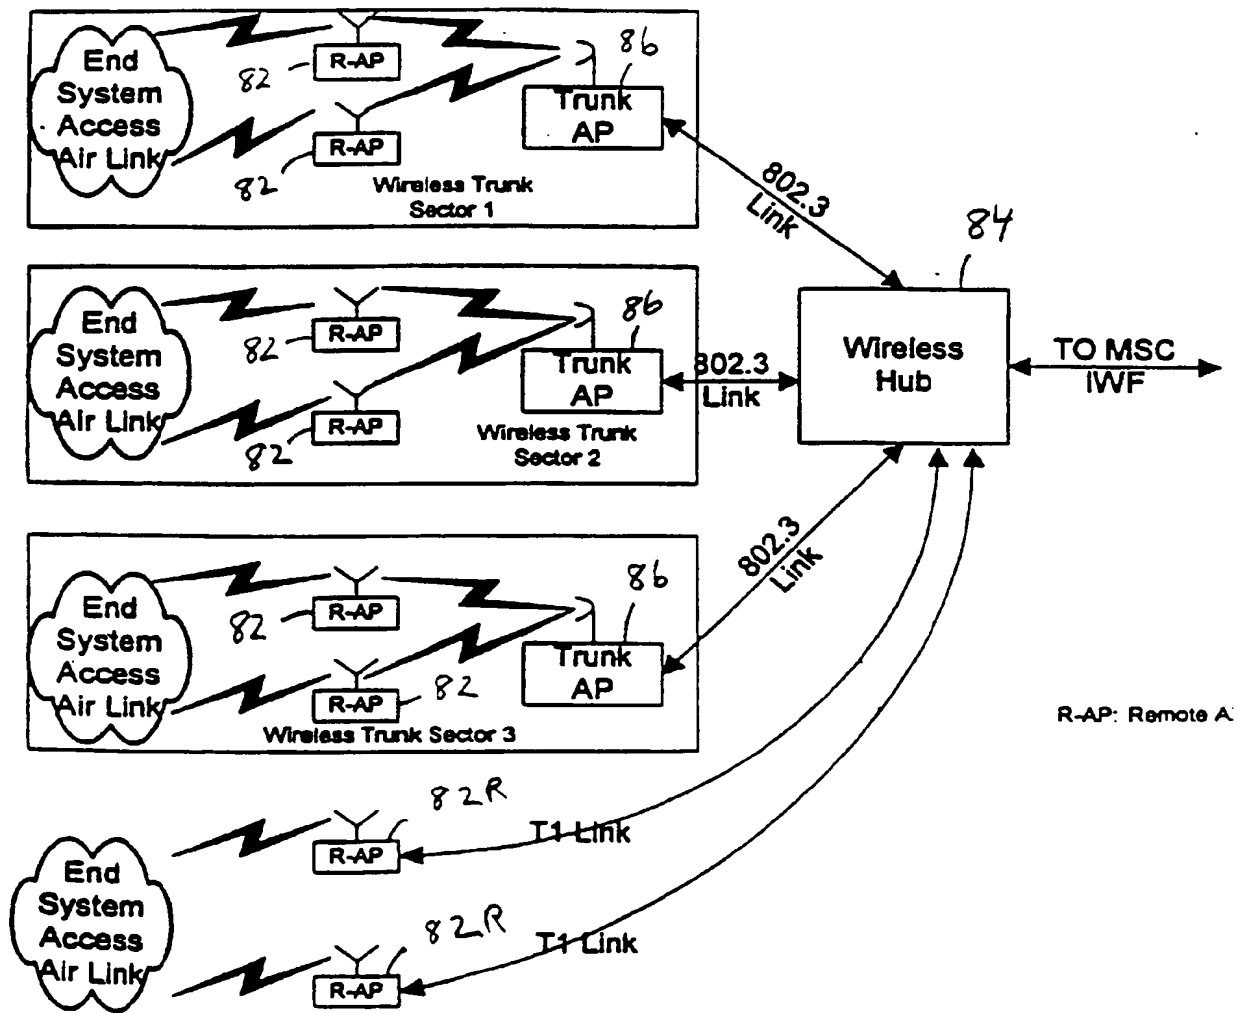 End
System
Access
Air Link
82
R-AP
82
R-AP
86
Trunk
AP
Wireless Trunk
Sector 1
802.3
Link
End
System
Access
Air Link
82
R-AP
82
R-AP
86
Trunk
AP
Wireless Trunk
Sector 2
802.3
Link
84
Wireless
Hub
TO MSC
IWF
End
System
Access
Air Link
82
R-AP
82
R-AP
86
Trunk
AP
Wireless Trunk Sector 3
802.3
Link
R-AP: Remote
End
System
Access
Air Link
82R
R-AP
T1 Link
82R
R-AP
T1 Link